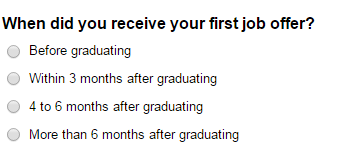 When did you receive your first job offer?
Before graduating
Within 3 months after graduating
4 to 6 months after graduating
More than 6 months after graduating